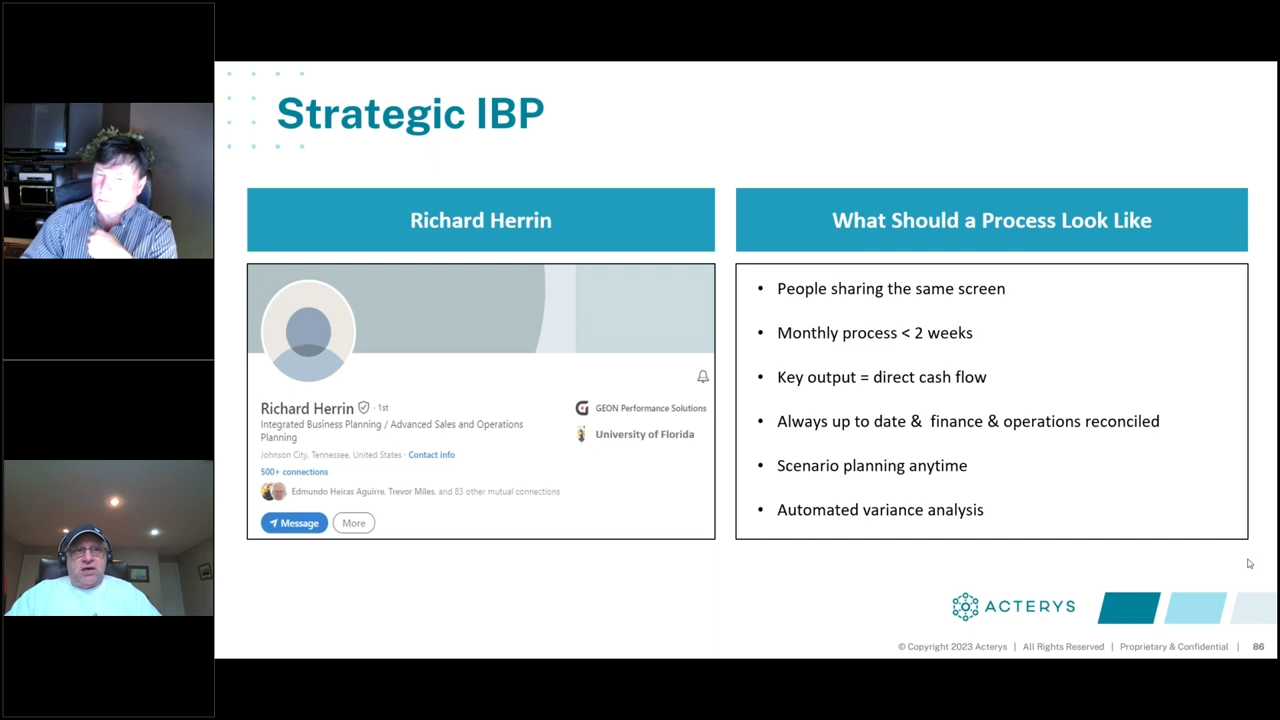 Strategic IBP
Richard Herrin
Richard Herrin · 1st
Integrated Business Planning / Advanced Sales and Operations
Planning
Johnson City, Tennessee, United States · Contact info
500+ connections
Edmundo Heiras Aguirre, Trevor Miles, and 83 other mutual connections
Message
More
GEON Performance Solutions
University of Florida
What Should a Process Look Like
• People sharing the same screen
• Monthly process < 2 weeks
• Key output = direct cash flow
• Always up to date & finance & operations reconciled
• Scenario planning anytime
• Automated variance analysis
ACTERYS
© Copyright 2023 Acterys | All Rights Reserved | Proprietary & Confidential | 86